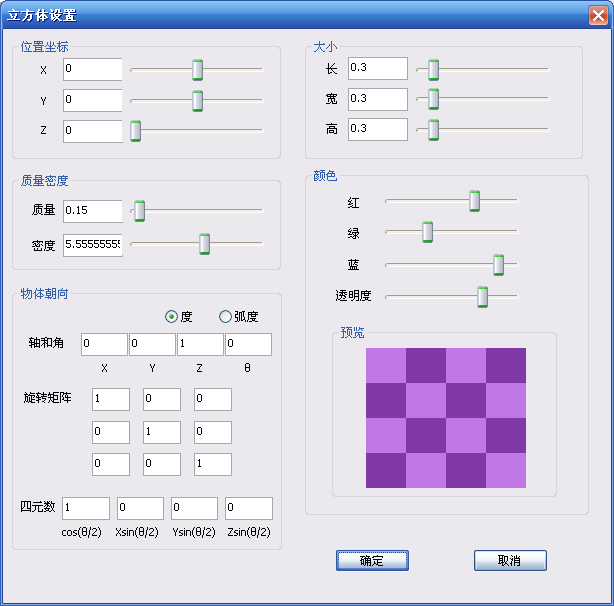 立方体设置
位置坐标
X 0
Y 0
Z 0
质量密度
质量 0.15
密度 5.55555555
物体朝向
度 弧度
轴和角 0 0 1 0
X Y Z θ
旋转矩阵 1 0 0
0 1 0
0 0 1
四元数 1 0 0 0
cos(θ/2) Xsin(θ/2) Ysin(θ/2) Zsin(θ/2)
大小
长 0.3
宽 0.3
高 0.3
颜色
红
绿
蓝
透明度
预览
确定 取消